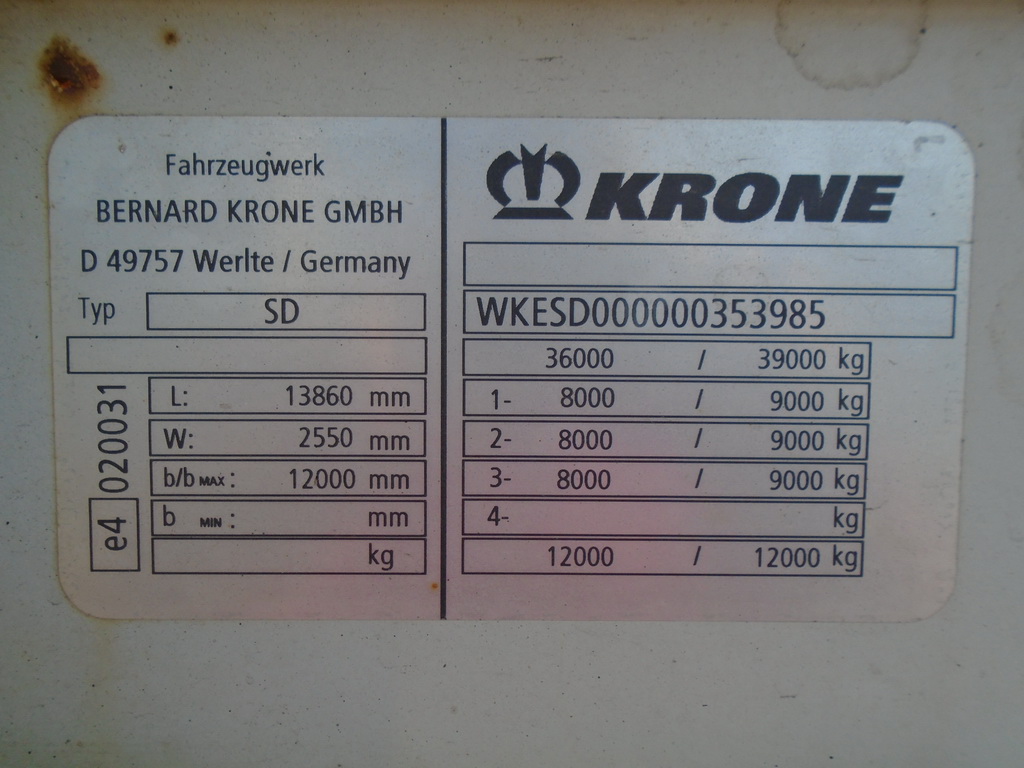 Fahrzeugwerk
BERNARD KRONE GMBH
D 49757 Werlte / Germany
Typ SD
L: 13860 mm
W: 2550 mm
b/b MAX : 12000 mm
b MIN : mm
kg
e4 020031
KRONE
WKESD000000353985
36000 / 39000 kg
1- 8000 / 9000 kg
2- 8000 / 9000 kg
3- 8000 / 9000 kg
4- kg
12000 / 12000 kg